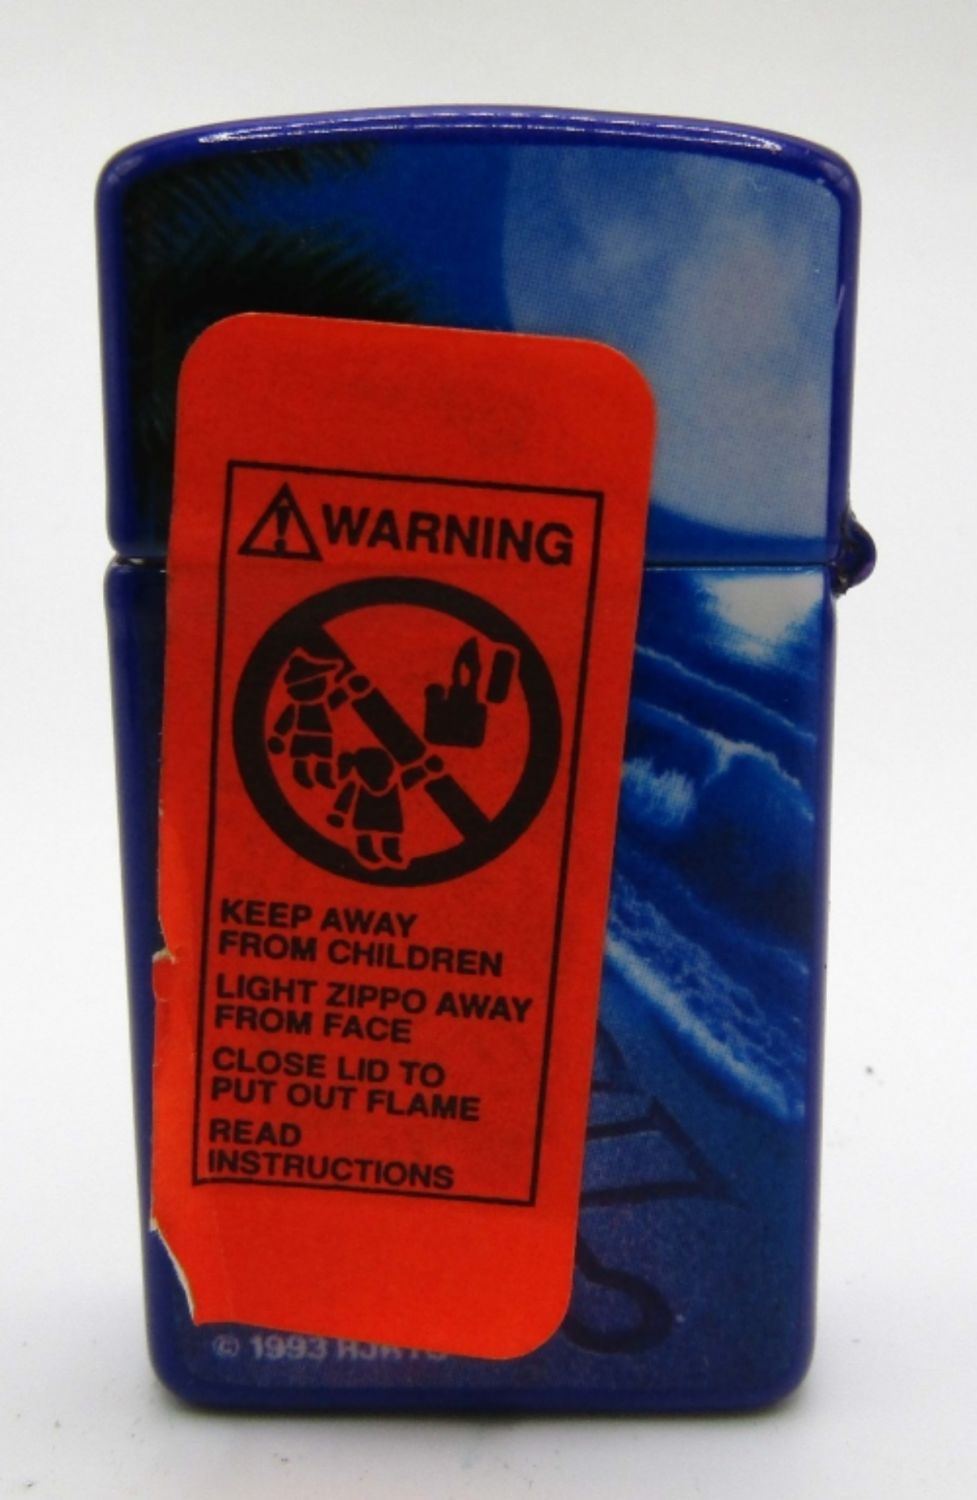 WARNING
KEEP AWAY
FROM CHILDREN
LIGHT ZIPPO AWAY
FROM FACE
CLOSE LID TO
PUT OUT FLAME
READ
INSTRUCTIONS
© 1993 RJRTC